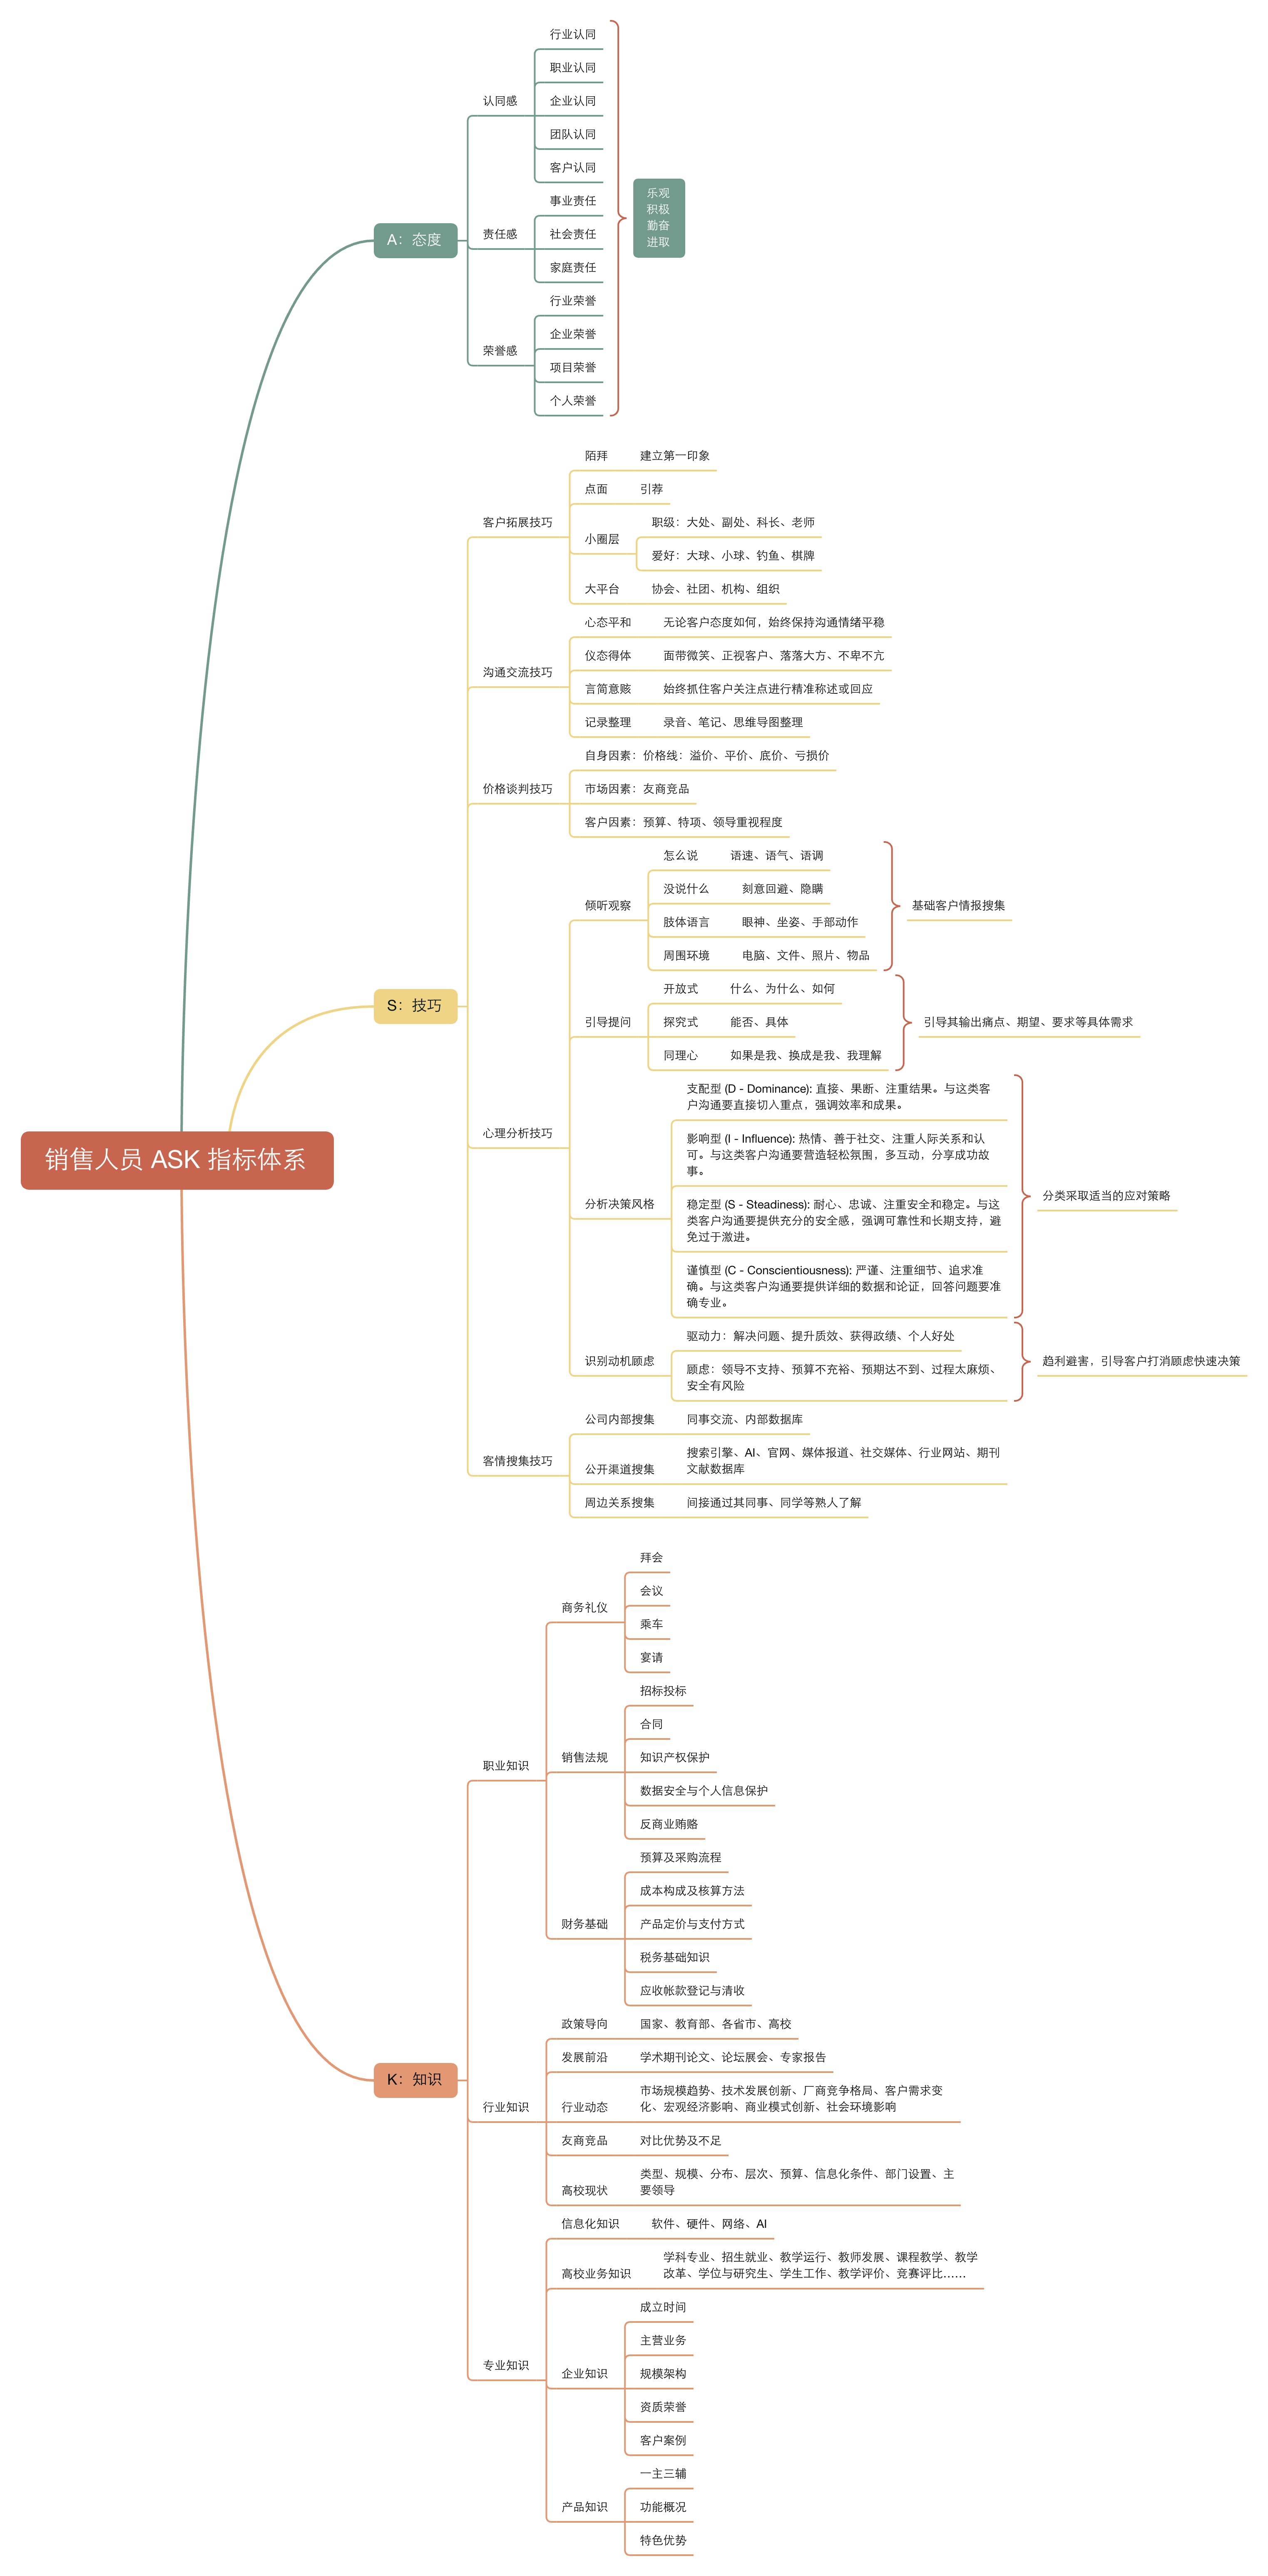 销售人员 ASK 指标体系
A：态度
认同感
行业认同
职业认同
企业认同
团队认同
客户认同
责任感
事业责任
社会责任
家庭责任
荣誉感
行业荣誉
企业荣誉
项目荣誉
个人荣誉
乐观
积极
勤奋
进取
S：技巧
客户拓展技巧
陌拜
建立第一印象
点面
引荐
小圈层
职级：大处、副处、科长、老师
爱好：大球、小球、钓鱼、棋牌
大平台
协会、社团、机构、组织
沟通交流技巧
心态平和
无论客户态度如何，始终保持沟通情绪平稳
仪态得体
面带微笑、正视客户、落落大方、不卑不亢
言简意赅
始终抓住客户关注点进行精准称述或回应
记录整理
录音、笔记、思维导图整理
价格谈判技巧
自身因素：价格线：溢价、平价、底价、亏损价
市场因素：友商竞品
客户因素：预算、特项、领导重视程度
心理分析技巧
倾听观察
怎么说
语速、语气、语调
没说什么
刻意回避、隐瞒
肢体语言
眼神、坐姿、手部动作
周围环境
电脑、文件、照片、物品
基础客户情报搜集
引导提问
开放式
什么、为什么、如何
探究式
能否、具体
同理心
如果是我、换成是我、我理解
引导其输出痛点、期望、要求等具体需求
分析决策风格
支配型 (D - Dominance): 直接、果断、注重结果。与这类客
户沟通要直接切入重点，强调效率和成果。
影响型 (I - Influence): 热情、善于社交、注重人际关系和认
可。与这类客户沟通要营造轻松氛围，多互动，分享成功故
事。
稳定型 (S - Steadiness): 耐心、忠诚、注重安全和稳定。与这
类客户沟通要提供充分的安全感，强调可靠性和长期支持，避
免过于激进。
谨慎型 (C - Conscientiousness): 严谨、注重细节、追求准
确。与这类客户沟通要提供详细的数据和论证，回答问题要准
确专业。
分类采取适当的应对策略
识别动机顾虑
驱动力：解决问题、提升质效、获得政绩、个人好处
顾虑：领导不支持、预算不充裕、预期达不到、过程太麻烦、
安全有风险
趋利避害，引导客户打消顾虑快速决策
客情搜集技巧
公司内部搜集
同事交流、内部数据库
公开渠道搜集
搜索引擎、AI、官网、媒体报道、社交媒体、行业网站、期刊
文献数据库
周边关系搜集
间接通过其同事、同学等熟人了解
K：知识
职业知识
商务礼仪
拜会
会议
乘车
宴请
销售法规
招标投标
合同
知识产权保护
数据安全与个人信息保护
反商业贿赂
财务基础
预算及采购流程
成本构成及核算方法
产品定价与支付方式
税务基础知识
应收帐款登记与清收
行业知识
政策导向
国家、教育部、各省市、高校
发展前沿
学术期刊论文、论坛展会、专家报告
行业动态
市场规模趋势、技术发展创新、厂商竞争格局、客户需求变
化、宏观经济影响、商业模式创新、社会环境影响
友商竞品
对比优势及不足
高校现状
类型、规模、分布、层次、预算、信息化条件、部门设置、主
要领导
专业知识
信息化知识
软件、硬件、网络、AI
高校业务知识
学科专业、招生就业、教学运行、教师发展、课程教学、教学
改革、学位与研究生、学生工作、教学评价、竞赛评比......
企业知识
成立时间
主营业务
规模架构
资质荣誉
客户案例
产品知识
一主三辅
功能概况
特色优势